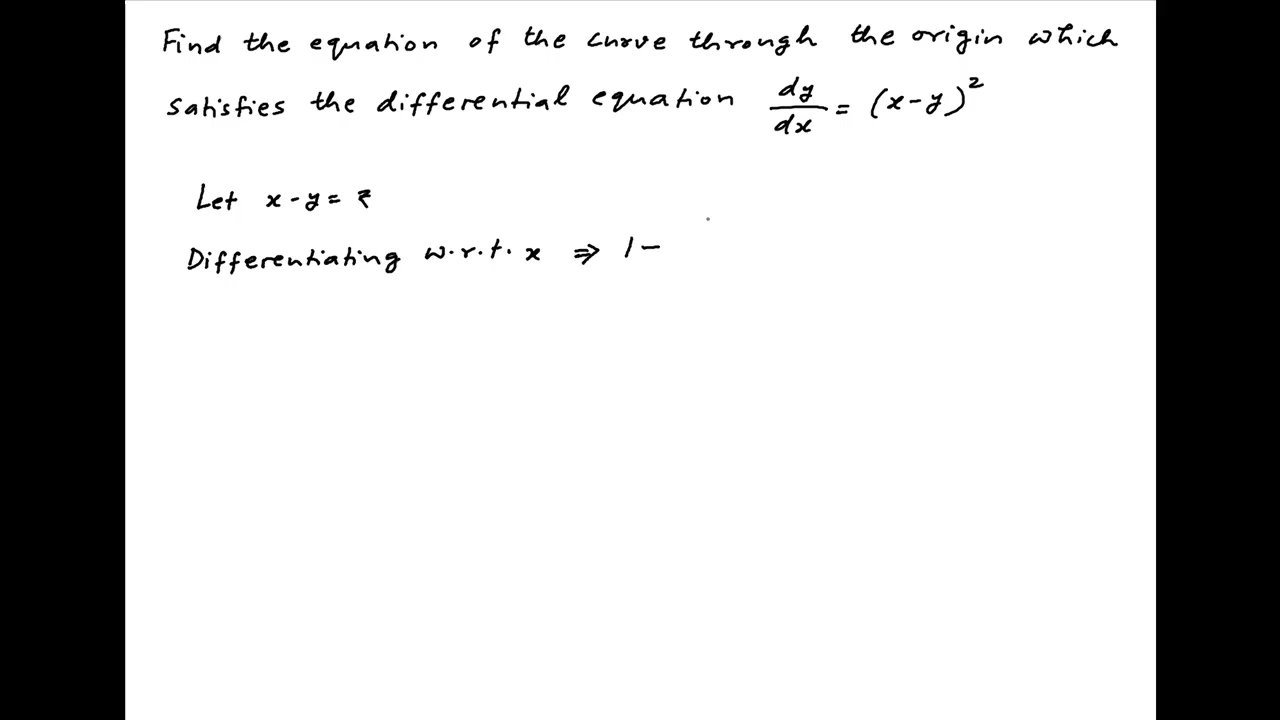 Find the equation of the curve through the origin which
satisfies the differential equation dy/dx = (x-y)²
Let x-y = z
Differentiating w.r.t. x ⇒ 1-